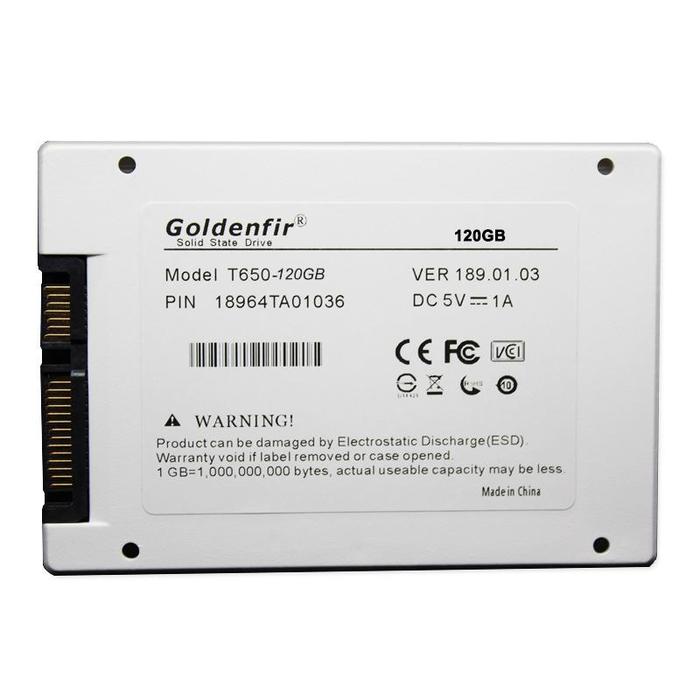 Goldenfir®
Solid State Drive
120GB
Model T650-120GB
VER 189.01.03
PIN 18964TA01036
DC 5V⎓1A
CE FC VCI
10
WARNING!
Product can be damaged by Electrostatic Discharge(ESD).
Warranty void if label removed or case opened.
1 GB=1,000,000,000 bytes, actual useable capacity may be less.
Made in China